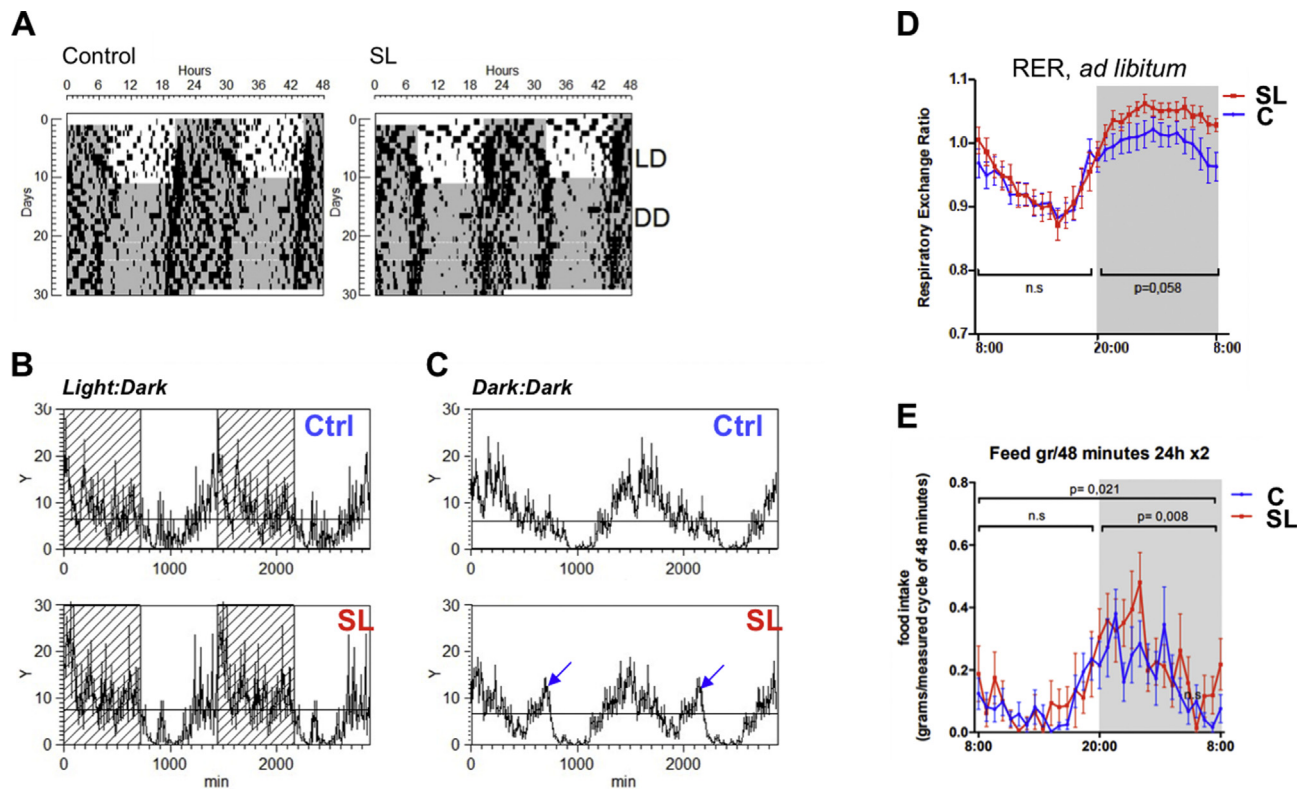 A
Control
SL
Hours
0 6 12 18 24 30 36 42 48
Hours
0 6 12 18 24 30 36 42 48
Days
0
10
20
30
Days
0
10
20
30
LD
DD
B
Light:Dark
Ctrl
Y
30
20
10
0
0 1000 2000
SL
Y
30
20
10
0
0 1000 2000
min
C
Dark:Dark
Ctrl
Y
30
20
10
0
0 1000 2000
SL
Y
30
20
10
0
0 1000 2000
min
D
RER, ad libitum
SL
C
Respiratory Exchange Ratio
1.1
1.0
0.9
0.8
0.7
n.s
p=0,058
8:00 20:00 8:00
E
Feed gr/48 minutes 24h x2
C
SL
food intake
(grams/measured cycle of 48 minutes)
0.8
0.6
0.4
0.2
0.0
p= 0,021
n.s
p= 0,008
n.s
8:00 20:00 8:00